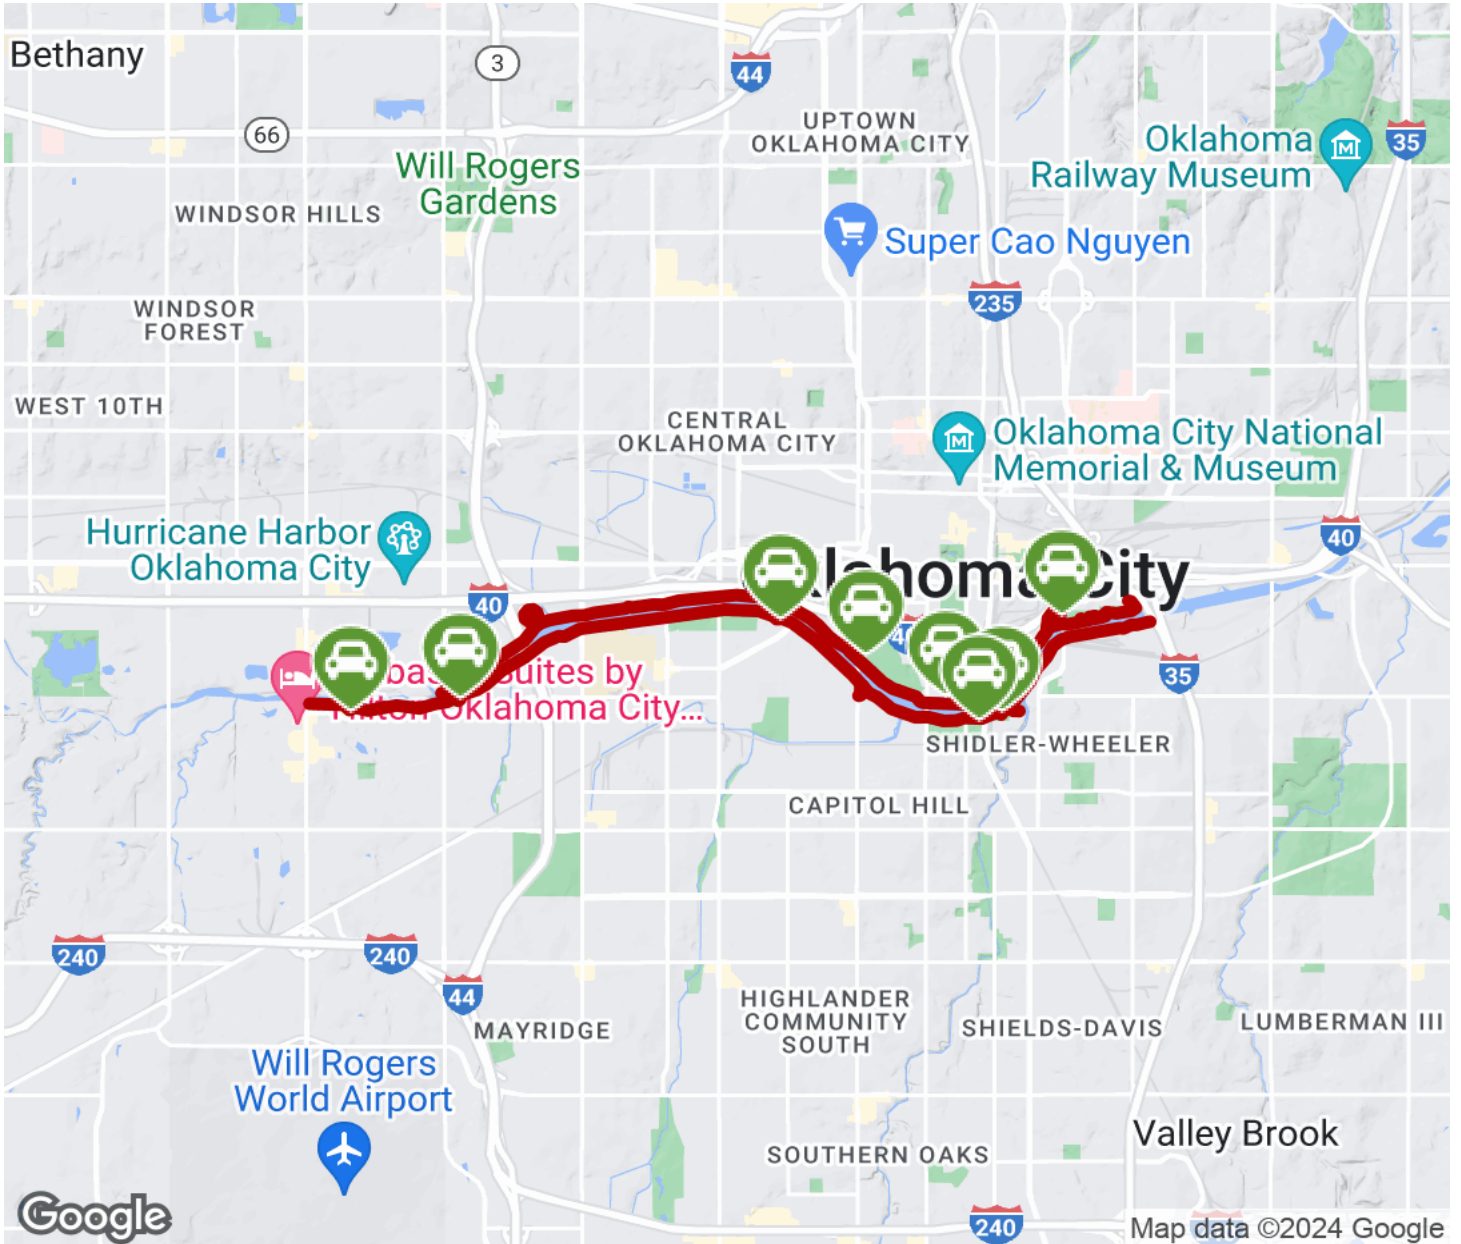 Bethany
3
44
66
UPTOWN
OKLAHOMA CITY
Oklahoma
Railway Museum
35
Will Rogers
Gardens
WINDSOR HILLS
Super Cao Nguyen
235
WINDSOR
FOREST
WEST 10TH
CENTRAL
OKLAHOMA CITY
Oklahoma City National
Memorial & Museum
Hurricane Harbor
Oklahoma City
40
40
City
35
Suites by
Oklahoma City...
SHIDLER-WHEELER
CAPITOL HILL
240
240
44
MAYRIDGE
HIGHLANDER
COMMUNITY
SOUTH
SHIELDS-DAVIS
LUMBERMAN III
Will Rogers
World Airport
Valley Brook
SOUTHERN OAKS
Google
240
Map data ©2024 Google